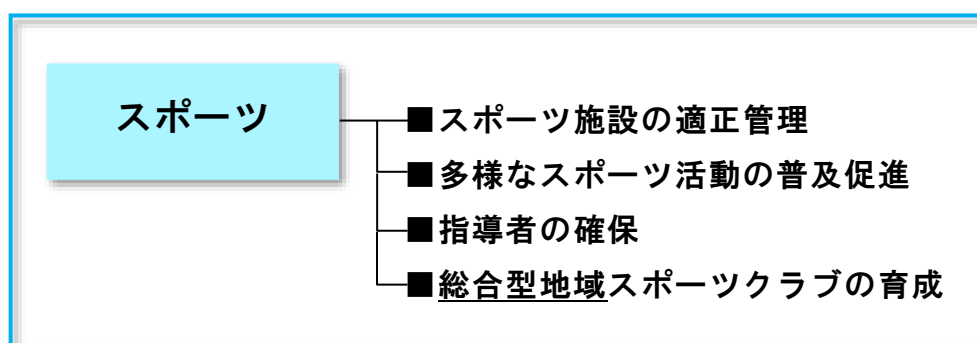 スポーツ
■スポーツ施設の適正管理
■多様なスポーツ活動の普及促進
■指導者の確保
■総合型地域スポーツクラブの育成